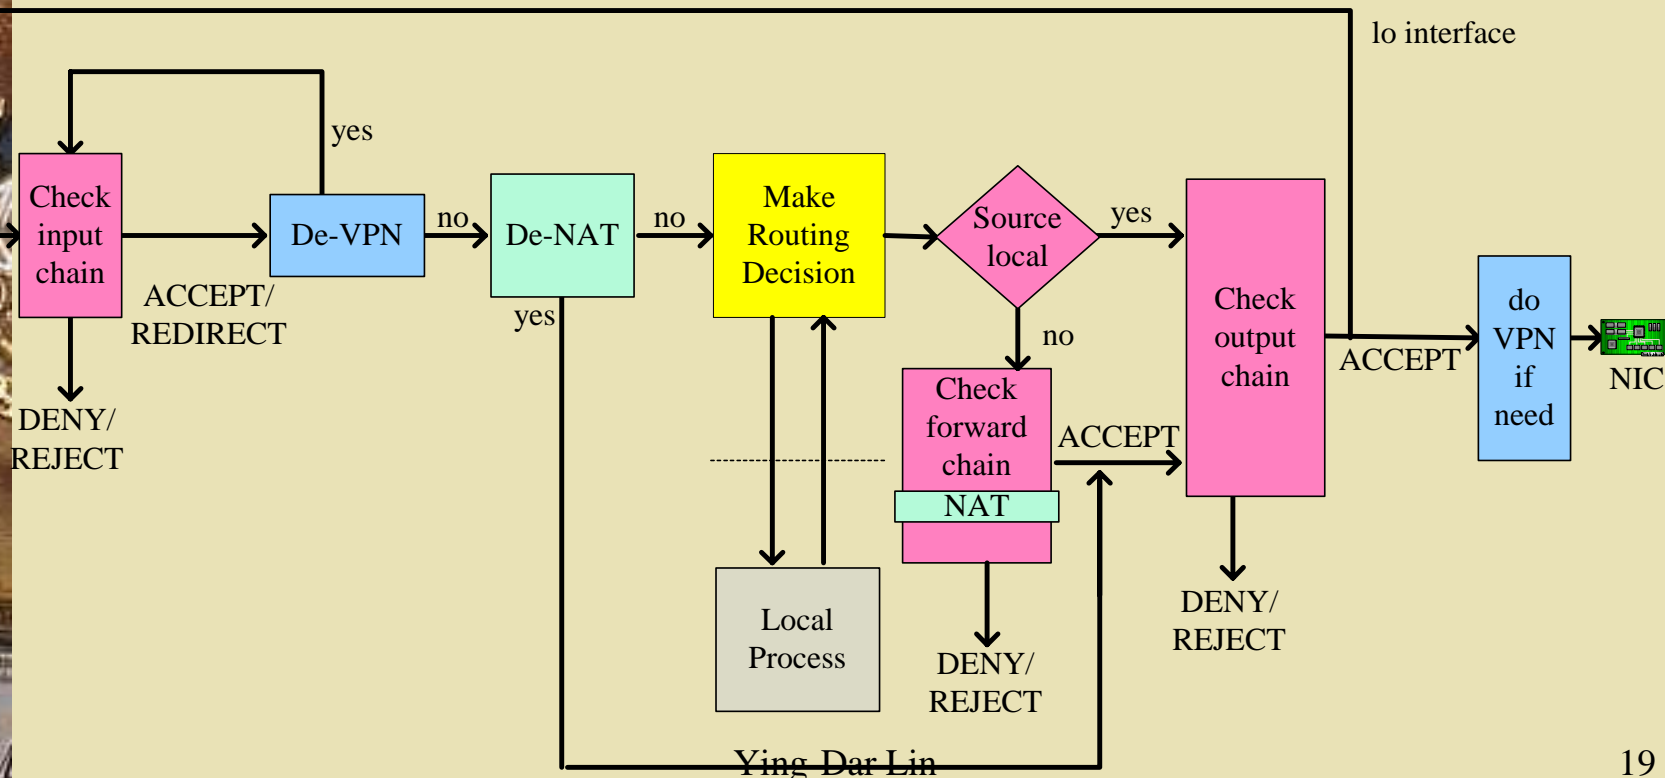 lo interface
yes
Check
input
chain
ACCEPT/
REDIRECT
DENY/
REJECT
De-VPN
no
De-NAT
no
yes
Make
Routing
Decision
Local
Process
Source
local
yes
no
Check
forward
chain
NAT
ACCEPT
DENY/
REJECT
Check
output
chain
DENY/
REJECT
ACCEPT
do
VPN
if
need
NIC
Ying-Dar Lin
19